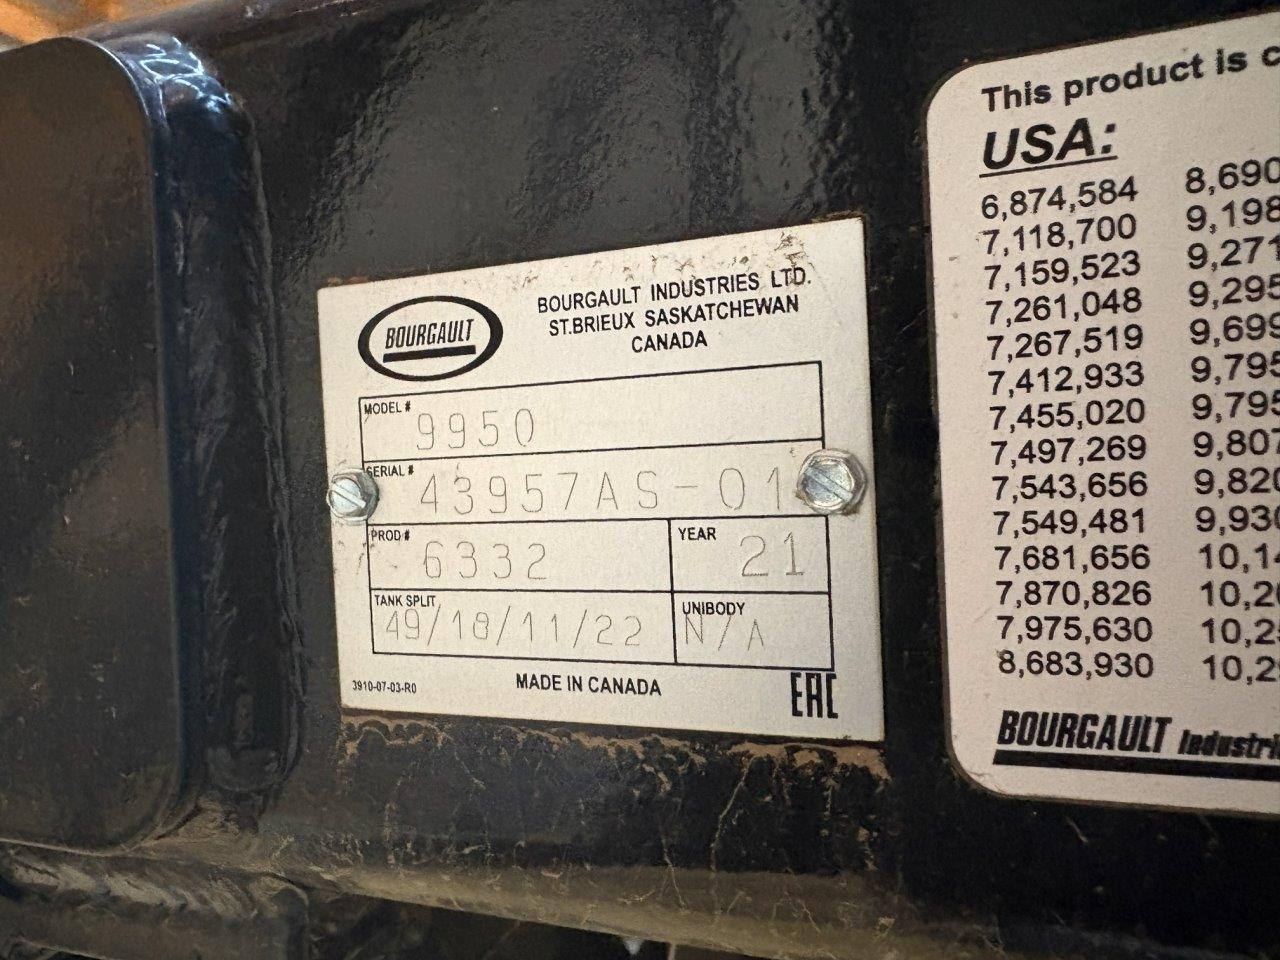 BOURGAULT
BOURGAULT INDUSTRIES LTD.
ST.BRIEUX SASKATCHEWAN
CANADA
MODEL # 9950
SERIAL # 43957AS-01
PROD # 6332
YEAR 21
TANK SPLIT
49/18/11/22
UNIBODY
N/A
3910-07-03-R0
MADE IN CANADA
EAC
This product is c
USA:
6,874,584 8,690
7,118,700 9,198
7,159,523 9,271
7,261,048 9,295
7,267,519 9,699
7,412,933 9,795
7,455,020 9,795
7,497,269 9,807
7,543,656 9,820
7,549,481 9,930
7,681,656 10,14
7,870,826 10,20
7,975,630 10,25
8,683,930 10,2
BOURGAULT Industri